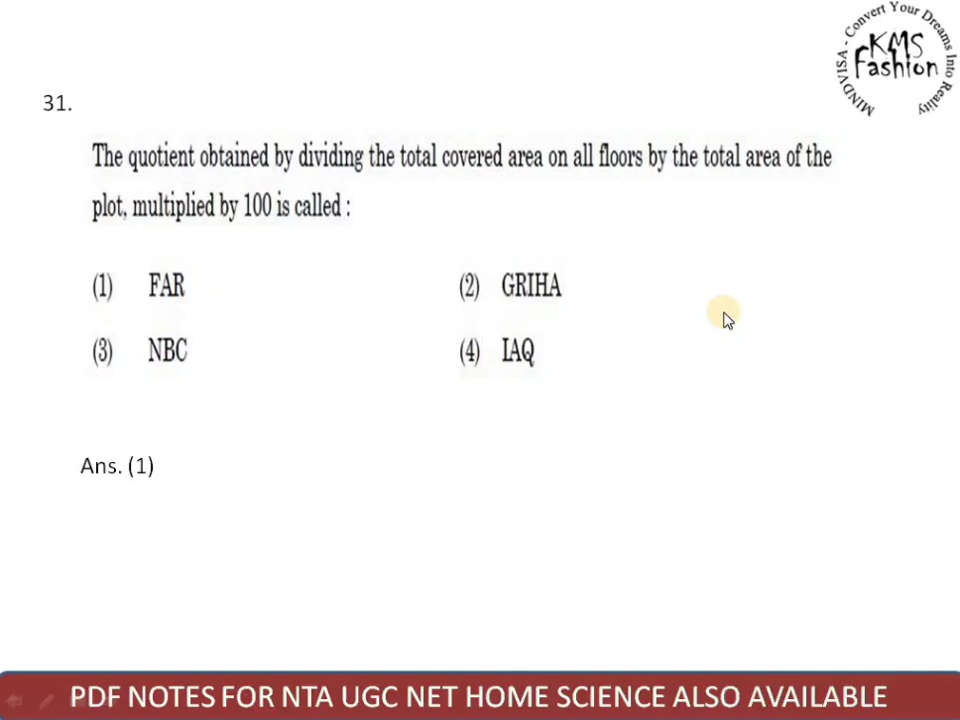 MINDVISA - Convert Your Dreams Into Reality
KMS
Fashion
31.
The quotient obtained by dividing the total covered area on all floors by the total area of the
plot, multiplied by 100 is called :
(1) FAR (2) GRIHA
(3) NBC (4) IAQ
Ans. (1)
PDF NOTES FOR NTA UGC NET HOME SCIENCE ALSO AVAILABLE